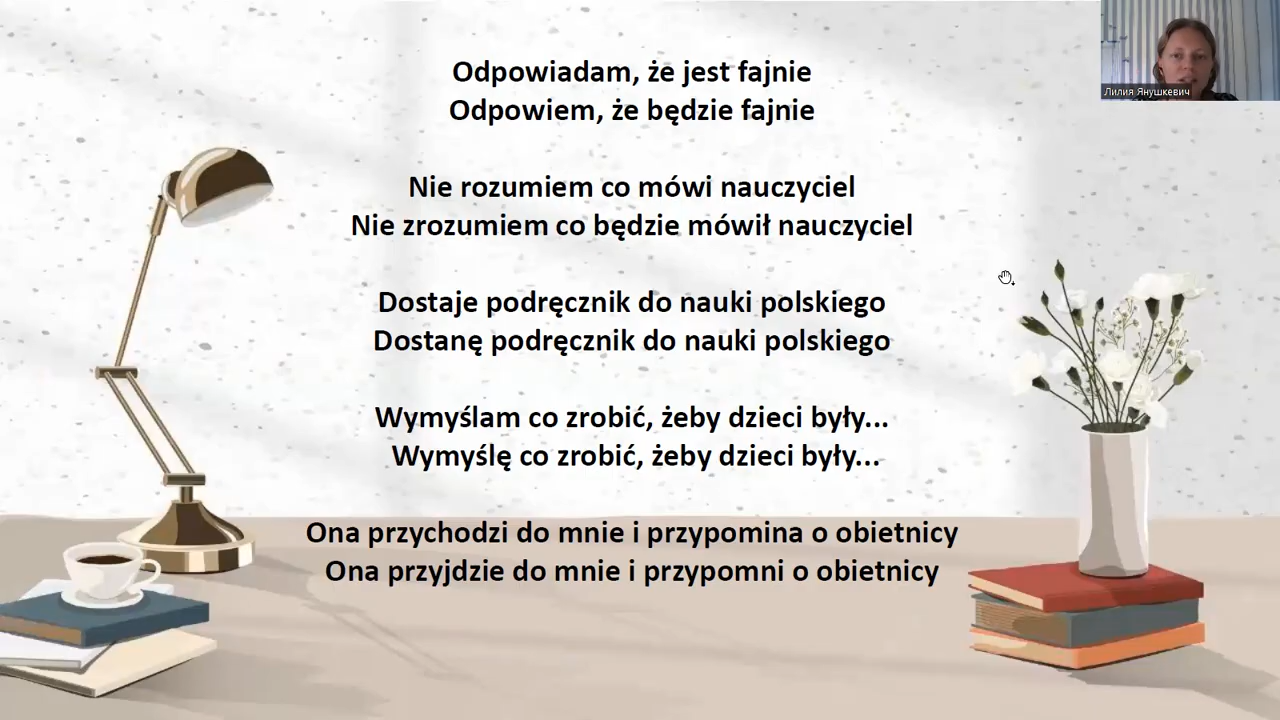 Odpowiadam, że jest fajnie
Odpowiem, że będzie fajnie
Nie rozumiem co mówi nauczyciel
Nie zrozumiem co będzie mówił nauczyciel
Dostaje podręcznik do nauki polskiego
Dostanę podręcznik do nauki polskiego
Wymyślam co zrobić, żeby dzieci były...
Wymyślę co zrobić, żeby dzieci były...
Ona przychodzi do mnie i przypomina o obietnicy
Ona przyjdzie do mnie i przypomni o obietnicy
Лилия Янушкевич